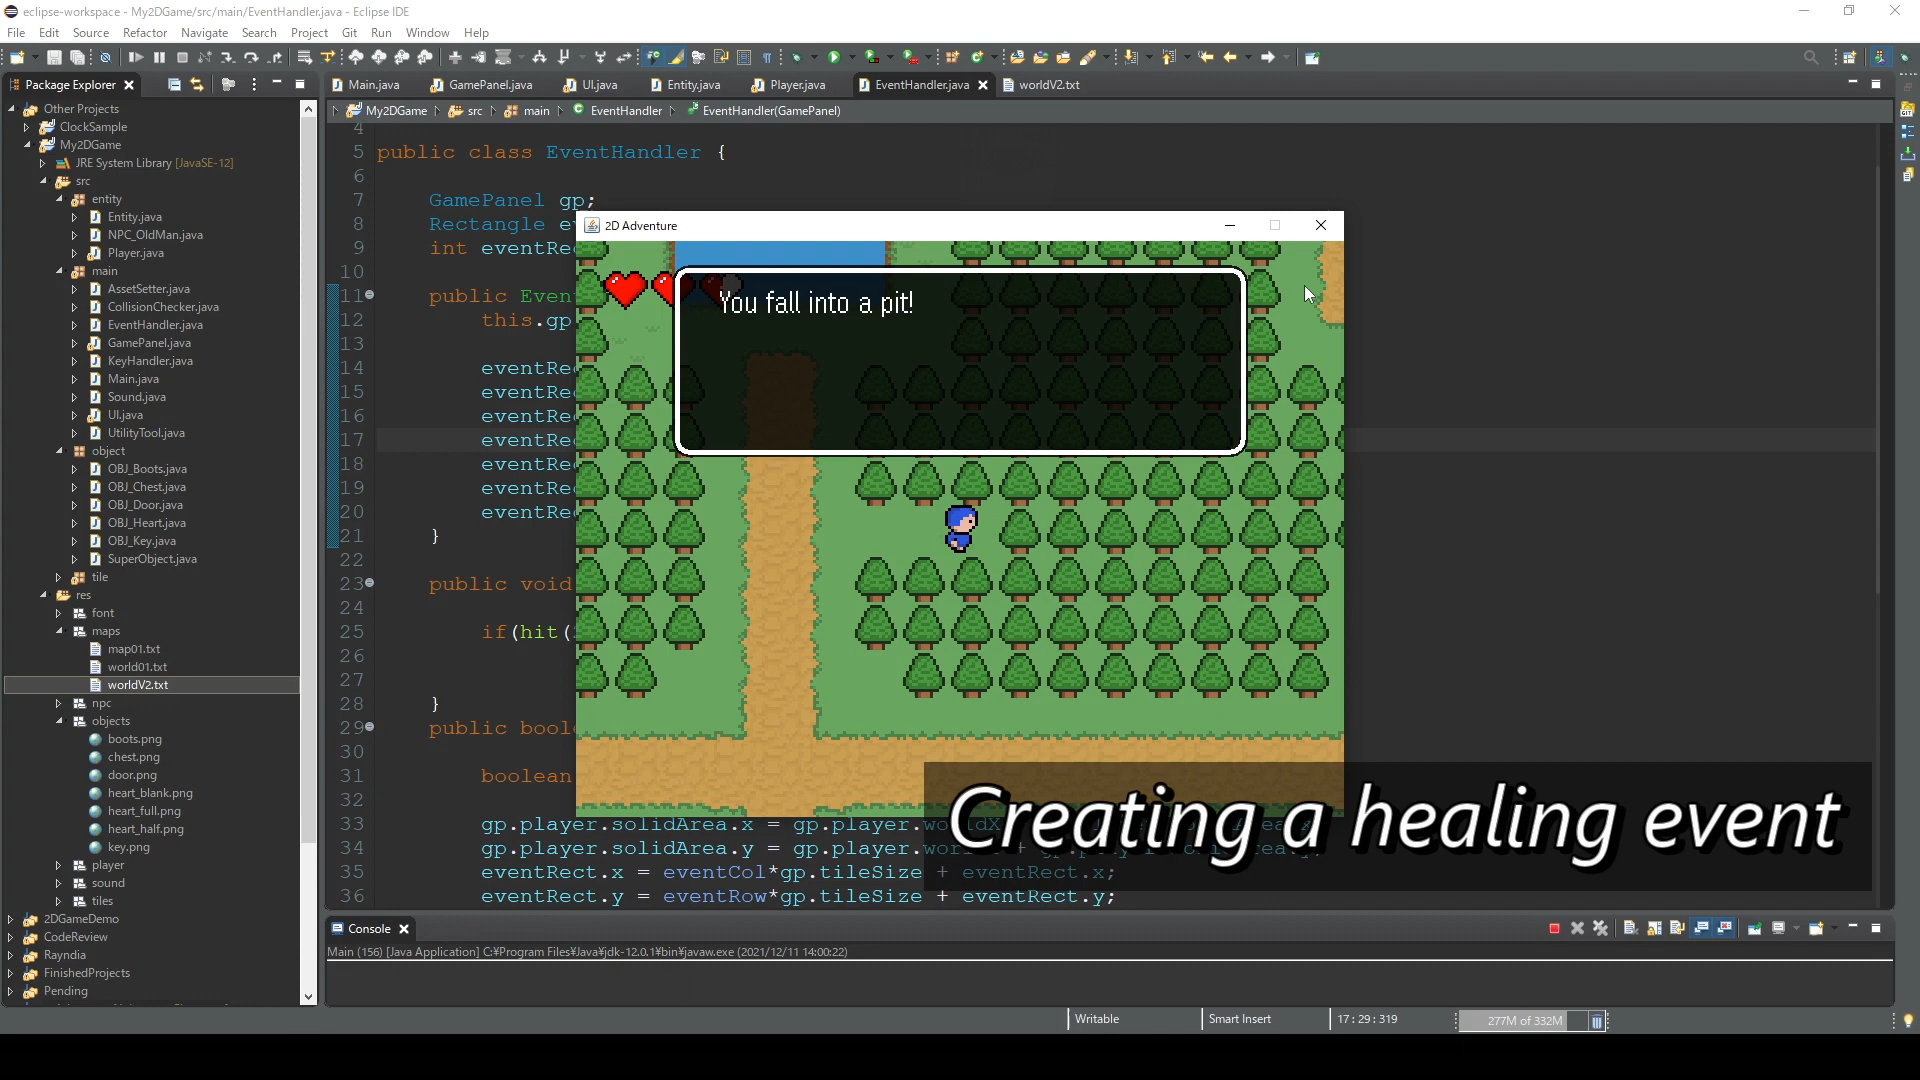 eclipse-workspace - My2DGame/src/main/EventHandler.java - Eclipse IDE
File Edit Source Refactor Navigate Search Project Git Run Window Help
Package Explorer
Main.java GamePanel.java UI.java Entity.java Player.java EventHandler.java worldV2.txt
My2DGame src main EventHandler EventHandler(GamePanel)
Other Projects
ClockSample
My2DGame
JRE System Library [JavaSE-12]
src
entity
Entity.java
NPC_OldMan.java
Player.java
main
AssetSetter.java
CollisionChecker.java
EventHandler.java
GamePanel.java
KeyHandler.java
Main.java
Sound.java
UI.java
UtilityTool.java
object
OBJ_Boots.java
OBJ_Chest.java
OBJ_Door.java
OBJ_Heart.java
OBJ_Key.java
SuperObject.java
tile
res
font
maps
map01.txt
world01.txt
worldV2.txt
npc
objects
boots.png
chest.png
door.png
heart_blank.png
heart_full.png
heart_half.png
key.png
player
sound
tiles
2DGameDemo
CodeReview
Rayndia
FinishedProjects
Pending
4
5 public class EventHandler {
6
7 GamePanel gp;
8 Rectangle
9 int eventRe
10
11 public Even
12 this.gp
13
14 eventRe
15 eventRe
16 eventRe
17 eventRe
18 eventRe
19 eventRe
20 eventRe
21 }
22
23 public void
24
25 if(hit(
26
27
28 }
29 public bool
30
31 boolean
32
33 gp.player.solidArea.x = gp.player.
34 gp.player.solidArea.y = gp.player.
35 eventRect.x = eventCol*gp.tileSize + eventRect.x;
36 eventRect.y = eventRow*gp.tileSize + eventRect.y;
2D Adventure
You fall into a pit!
Creating a healing event
Console
Main (156) [Java Application] C:¥Program Files¥Java¥jdk-12.0.1¥bin¥javaw.exe (2021/12/11 14:00:22)
Writable Smart Insert 17 : 29 : 319 277M of 332M